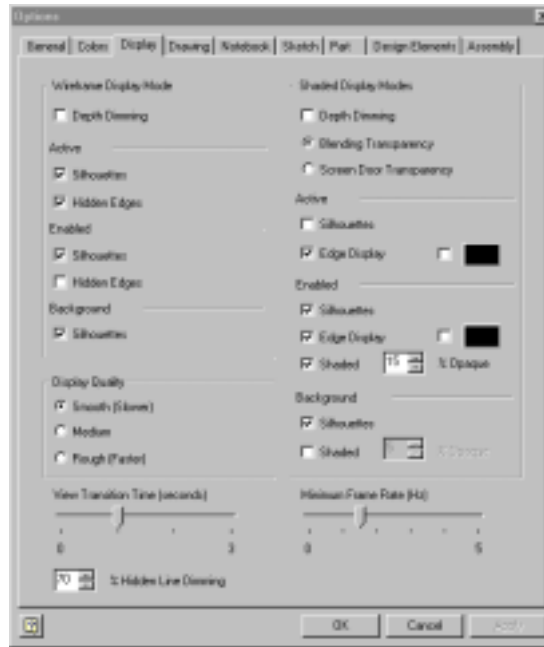 Options
General Colors Display Drawing Notebook Sketch Part Design Elements Assembly
Wireframe Display Mode
Depth Dimming
Active
Silhouettes
Hidden Edges
Enabled
Silhouettes
Hidden Edges
Background
Silhouettes
Display Quality
Smooth (Slower)
Medium
Rough (Faster)
View Transition Time (seconds)
0 3
70 % Hidden Line Dimming
Shaded Display Modes
Depth Dimming
Blending Transparency
Screen Door Transparency
Active
Silhouettes
Edge Display
Enabled
Silhouettes
Edge Display
Shaded 15 % Opaque
Background
Silhouettes
Shaded % Opaque
Minimum Frame Rate (Hz)
0 5
OK Cancel Apply